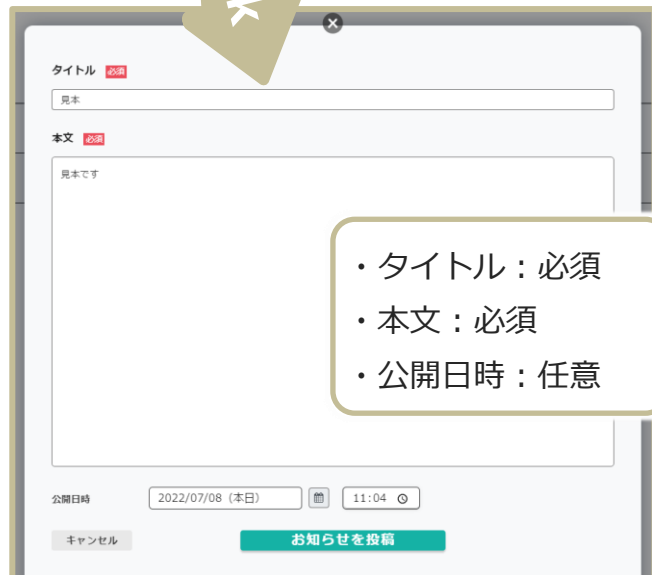 タイトル 必須
見本
本文 必須
見本です
・タイトル：必須
・本文：必須
・公開日時：任意
公開日時 2022/07/08（本日） 11:04
キャンセル お知らせを投稿